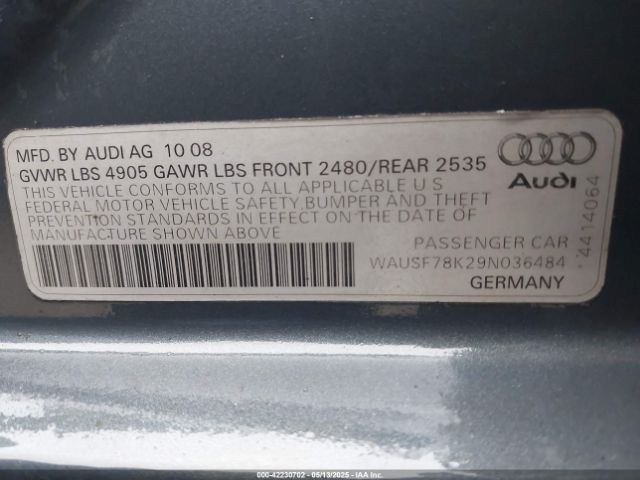 MFD. BY AUDI AG 10 08
GVWR LBS 4905 GAWR LBS FRONT 2480/REAR 2535
THIS VEHICLE CONFORMS TO ALL APPLICABLE U S
FEDERAL MOTOR VEHICLE SAFETY,BUMPER AND THEFT
PREVENTION STANDARDS IN EFFECT ON THE DATE OF
MANUFACTURE SHOWN ABOVE
Audi
4414064
PASSENGER CAR
WAUSF78K29N036484
GERMANY
000-42230702 - 05/13/2025 - IAAI, Inc.